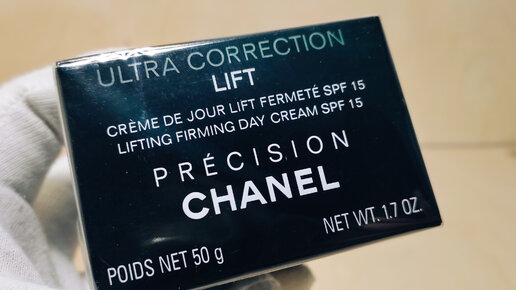 ULTRA CORRECTION
LIFT
CRÈME DE JOUR LIFT FERMETÉ SPF 15
LIFTING FIRMING DAY CREAM SPF 15
PRÉCISION
CHANEL
POIDS NET 50 g NET WT. 1.7 OZ.